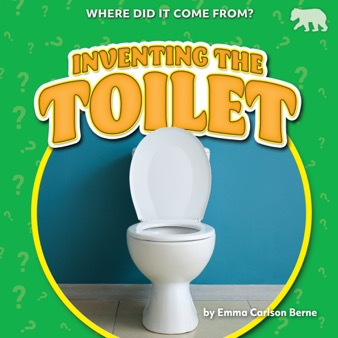 WHERE DID IT COME FROM?
INVENTING THE
TOILET
by Emma Carlson Berne